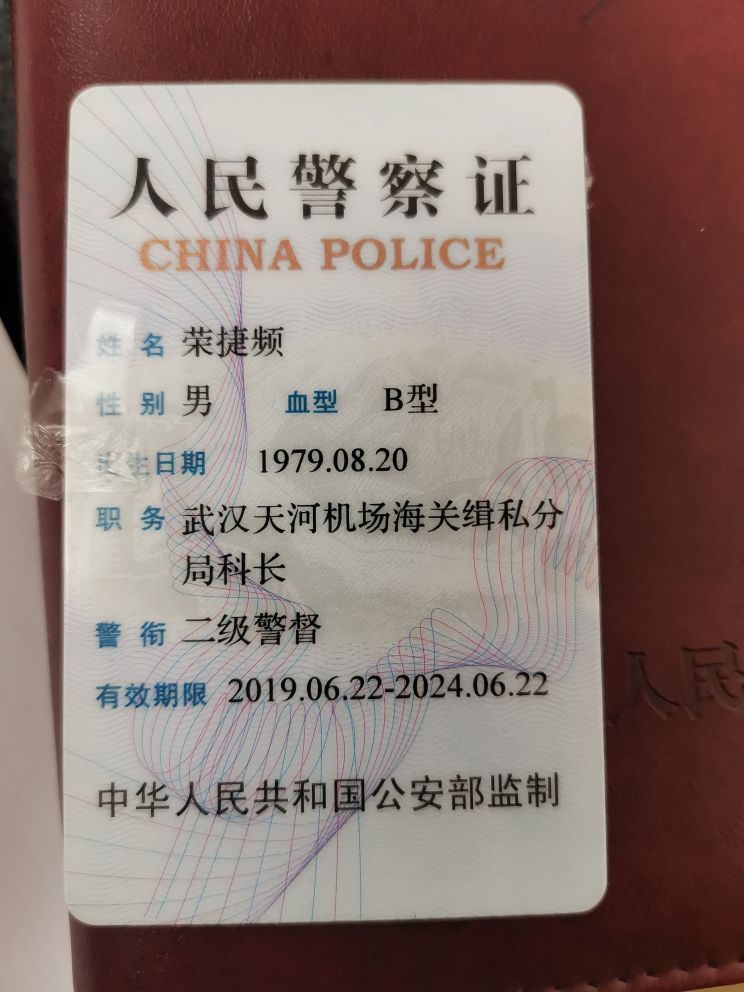 人民警察证
CHINA POLICE
姓名 荣捷频
性别 男 血型 B型
出生日期 1979.08.20
职务 武汉天河机场海关缉私分
局科长
警衔 二级警督
有效期限 2019.06.22-2024.06.22
中华人民共和国公安部监制